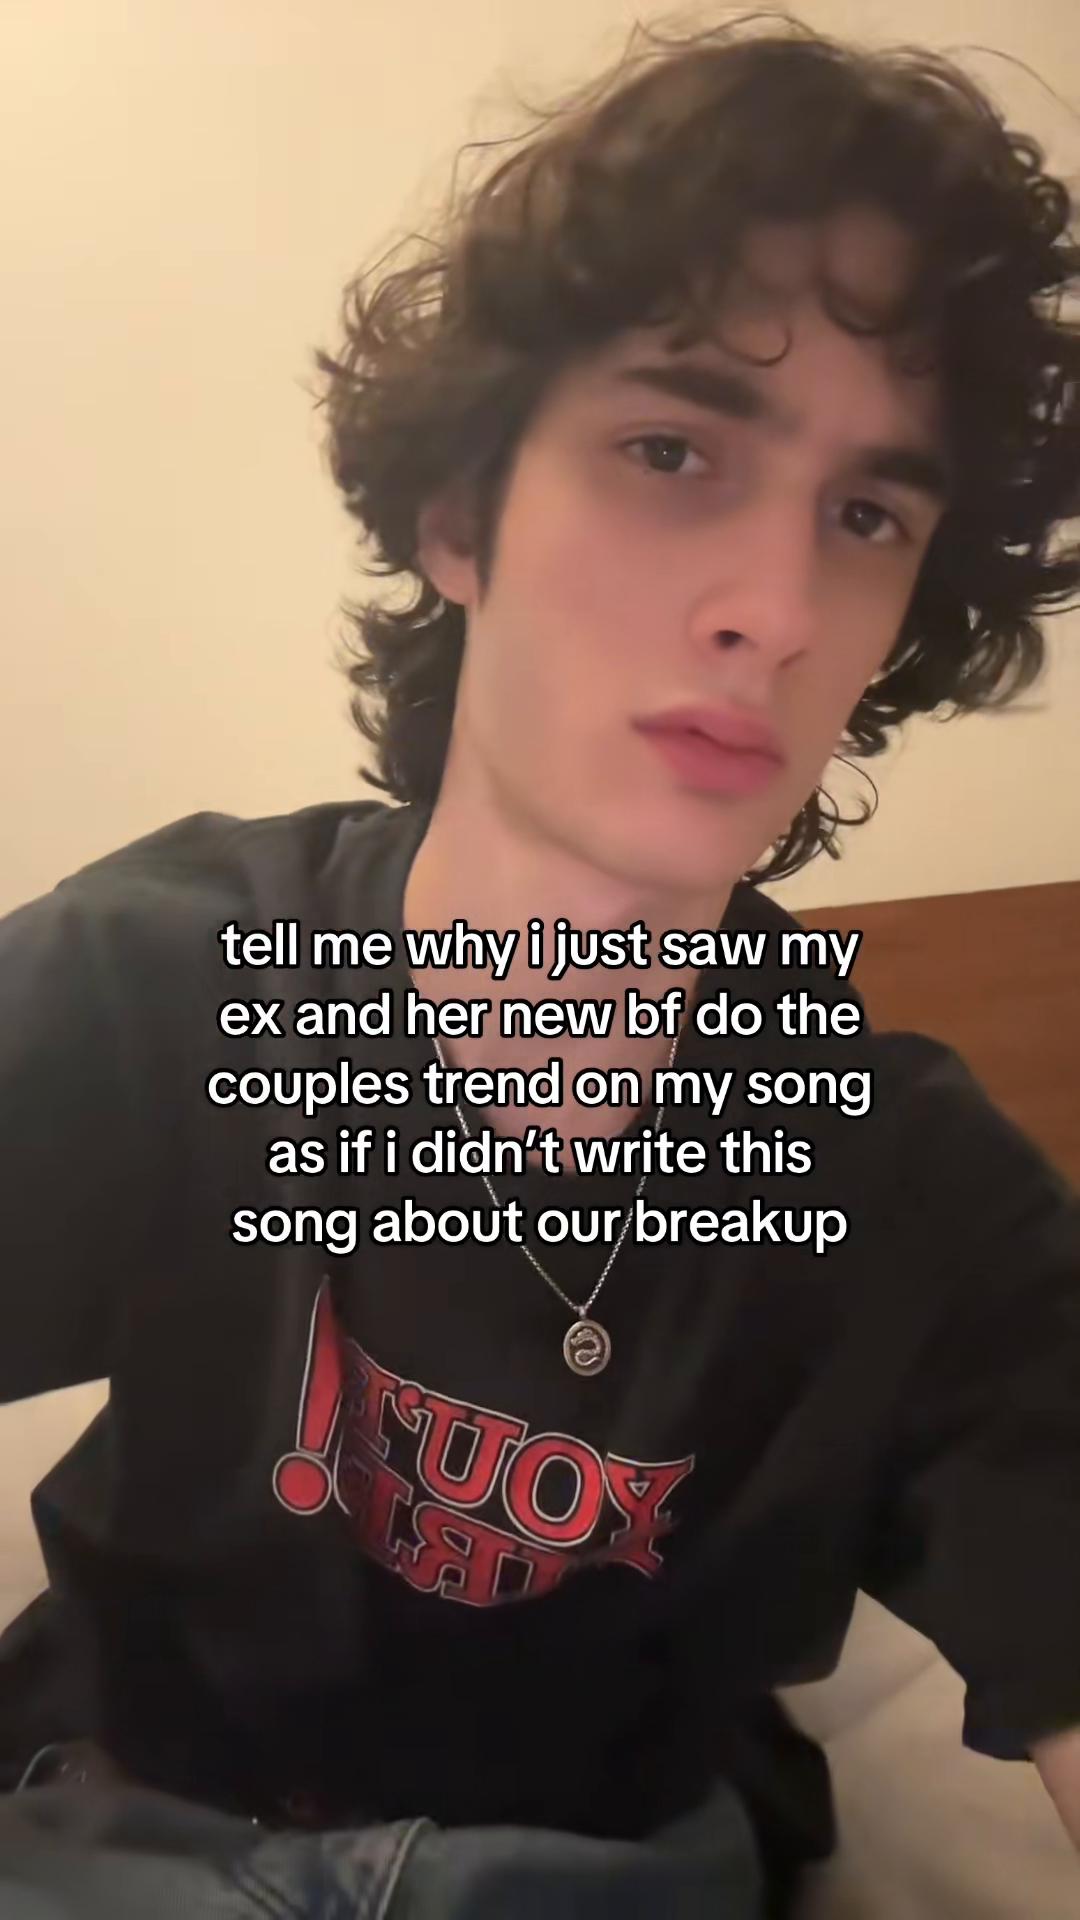 tell me why i just saw my
ex and her new bf do the
couples trend on my song
as if i didn’t write this
song about our breakup
YOU'L